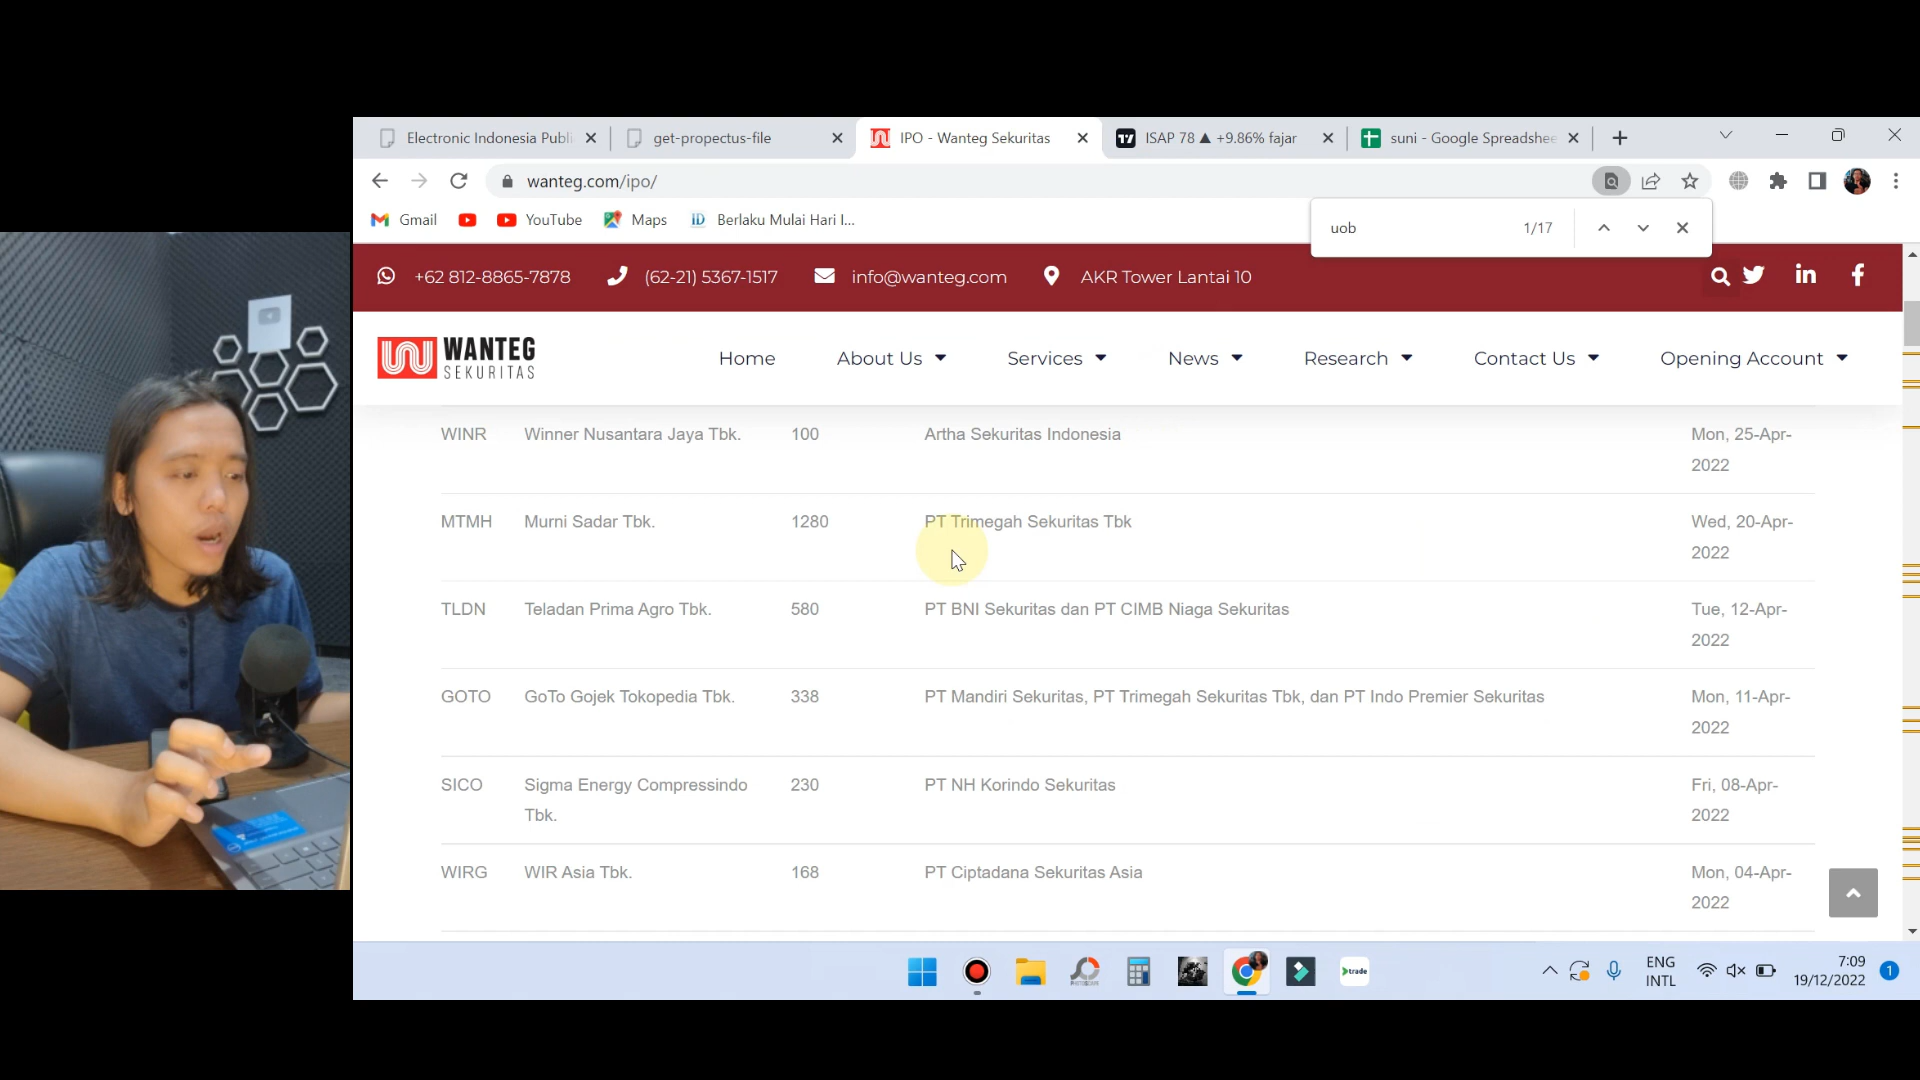 Electronic Indonesia Publi
get-propectus-file
IPO - Wanteg Sekuritas
ISAP 78 ▲ +9.86% fajar
suni - Google Spreadshee
wanteg.com/ipo/
Gmail
YouTube
Maps
ID
Berlaku Mulai Hari I...
uob
1/17
+62 812-8865-7878
(62-21) 5367-1517
info@wanteg.com
AKR Tower Lantai 10
WANTEG
SEKURITAS
Home
About Us
Services
News
Research
Contact Us
Opening Account
WINR Winner Nusantara Jaya Tbk. 100 Artha Sekuritas Indonesia Mon, 25-Apr-
2022
MTMH Murni Sadar Tbk. 1280 PT Trimegah Sekuritas Tbk Wed, 20-Apr-
2022
TLDN Teladan Prima Agro Tbk. 580 PT BNI Sekuritas dan PT CIMB Niaga Sekuritas Tue, 12-Apr-
2022
GOTO GoTo Gojek Tokopedia Tbk. 338 PT Mandiri Sekuritas, PT Trimegah Sekuritas Tbk, dan PT Indo Premier Sekuritas Mon, 11-Apr-
2022
SICO Sigma Energy Compressindo 230 PT NH Korindo Sekuritas Fri, 08-Apr-
Tbk. 2022
WIRG WIR Asia Tbk. 168 PT Ciptadana Sekuritas Asia Mon, 04-Apr-
2022
trade
ENG
INTL
7:09
19/12/2022
1